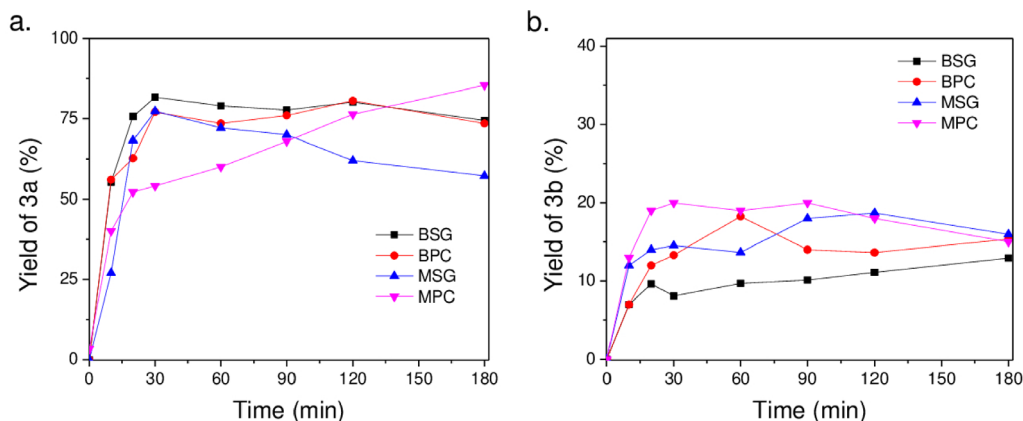 a.
100
75
50
25
0
Yield of 3a (%)
0 30 60 90 120 150 180
Time (min)
BSG
BPC
MSG
MPC
b.
40
30
20
10
0
Yield of 3b (%)
0 30 60 90 120 150 180
Time (min)
BSG
BPC
MSG
MPC